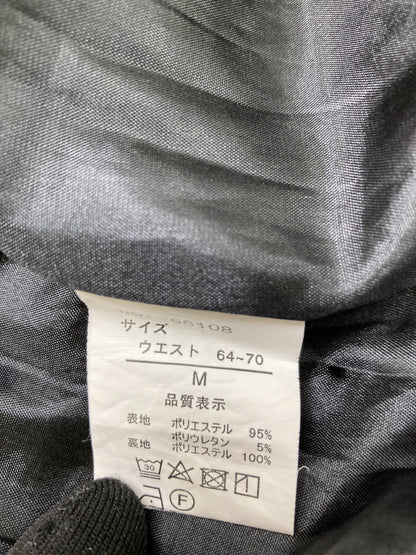 サイズ
ウエスト 64~70
M
品質表示
表地 ポリエステル 95%
ポリウレタン 5%
裏地 ポリエステル 100%
30
F